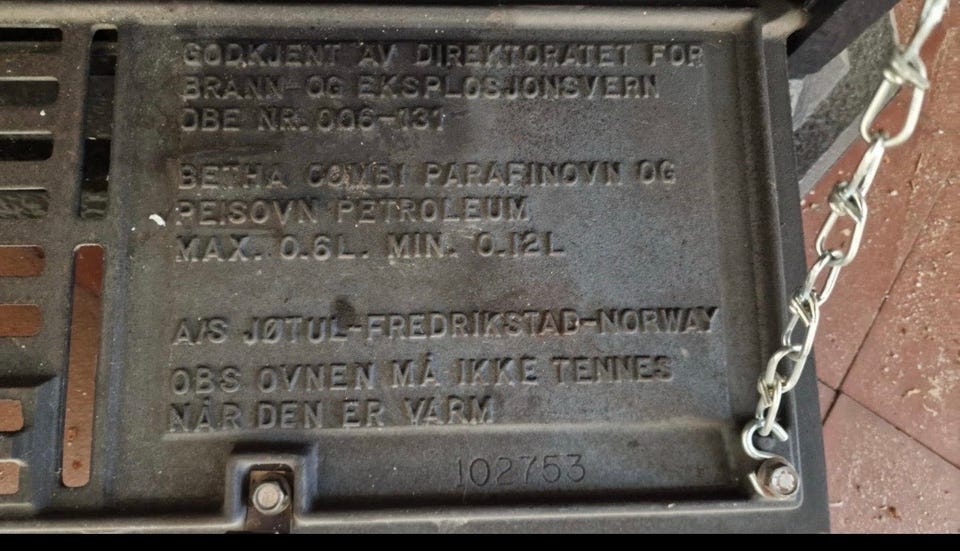 GODKJENT AV DIREKTORATET FOR
BRANN- OG EKSPLOSJONSVERN
DBE NR. 006-131
BETHA COMBI PARAFINOVN OG
PEISOVN PETROLEUM
MAX. 0.6L. MIN. 0.12L
A/S JØTUL-FREDRIKSTAD-NORWAY
OBS OVNEN MÅ IKKE TENNES
NÅR DEN ER VARM
102753